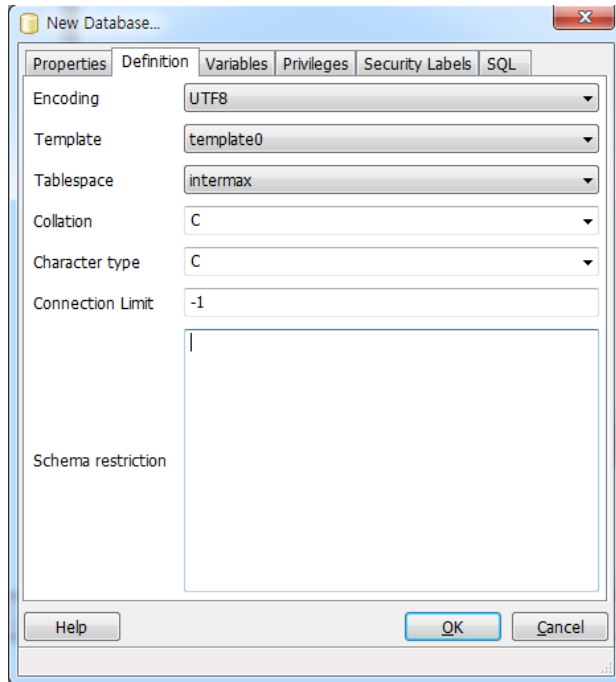 New Database...
Properties Definition Variables Privileges Security Labels SQL
Encoding UTF8
Template template0
Tablespace intermax
Collation C
Character type C
Connection Limit -1
Schema restriction
Help OK Cancel